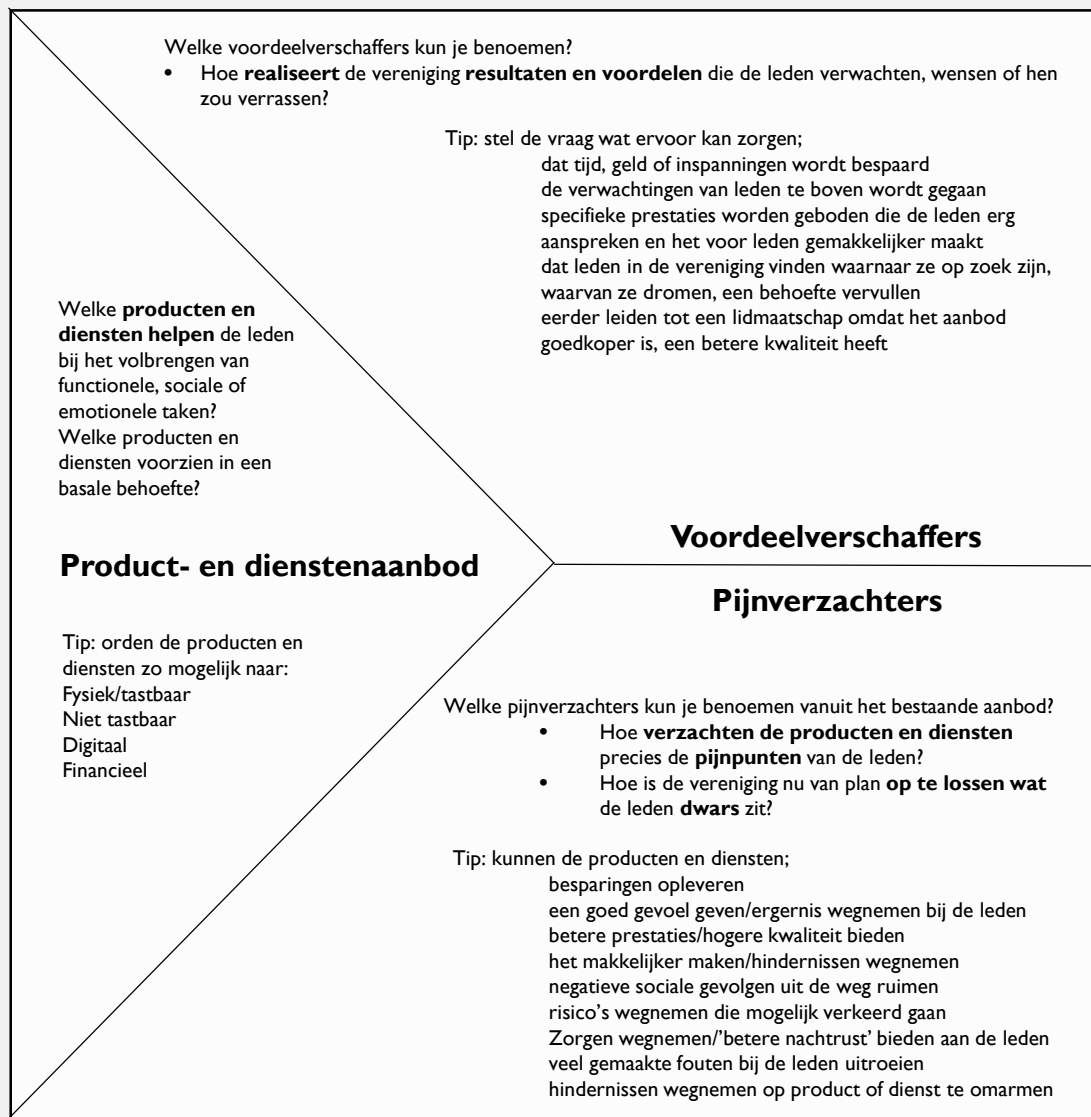 Welke voordeelverschaffers kun je benoemen?
• Hoe realiseert de vereniging resultaten en voordelen die de leden verwachten, wensen of hen
zou verrassen?
Tip: stel de vraag wat ervoor kan zorgen;
dat tijd, geld of inspanningen wordt bespaard
de verwachtingen van leden te boven wordt gegaan
specifieke prestaties worden geboden die de leden erg
aanspreken en het voor leden gemakkelijker maakt
dat leden in de vereniging vinden waarnaar ze op zoek zijn,
waarvan ze dromen, een behoefte vervullen
eerder leiden tot een lidmaatschap omdat het aanbod
goedkoper is, een betere kwaliteit heeft
Welke producten en
diensten helpen de leden
bij het volbrengen van
functionele, sociale of
emotionele taken?
Welke producten en
diensten voorzien in een
basale behoefte?
Product- en dienstenaanbod
Tip: orden de producten en
diensten zo mogelijk naar:
Fysiek/tastbaar
Niet tastbaar
Digitaal
Financieel
Voordeelverschaffers
Pijnverzachters
Welke pijnverzachters kun je benoemen vanuit het bestaande aanbod?
• Hoe verzachten de producten en diensten
precies de pijnpunten van de leden?
• Hoe is de vereniging nu van plan op te lossen wat
de leden dwars zit?
Tip: kunnen de producten en diensten;
besparingen opleveren
een goed gevoel geven/ergernis wegnemen bij de leden
betere prestaties/hogere kwaliteit bieden
het makkelijker maken/hindernissen wegnemen
negatieve sociale gevolgen uit de weg ruimen
risico's wegnemen die mogelijk verkeerd gaan
Zorgen wegnemen/'betere nachtrust' bieden aan de leden
veel gemaakte fouten bij de leden uitroeien
hindernissen wegnemen op product of dienst te omarmen